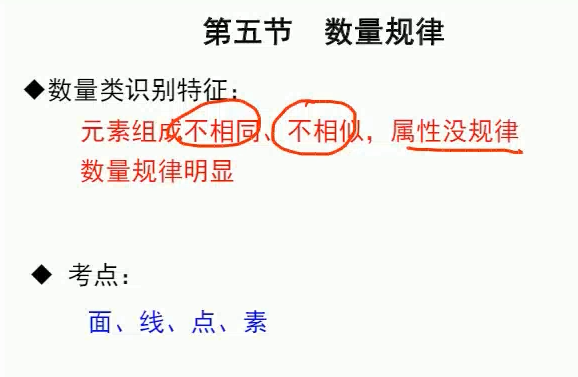 第五节 数量规律
◆数量类识别特征：
元素组成不相同、不相似，属性没规律
数量规律明显
◆ 考点：
面、线、点、素